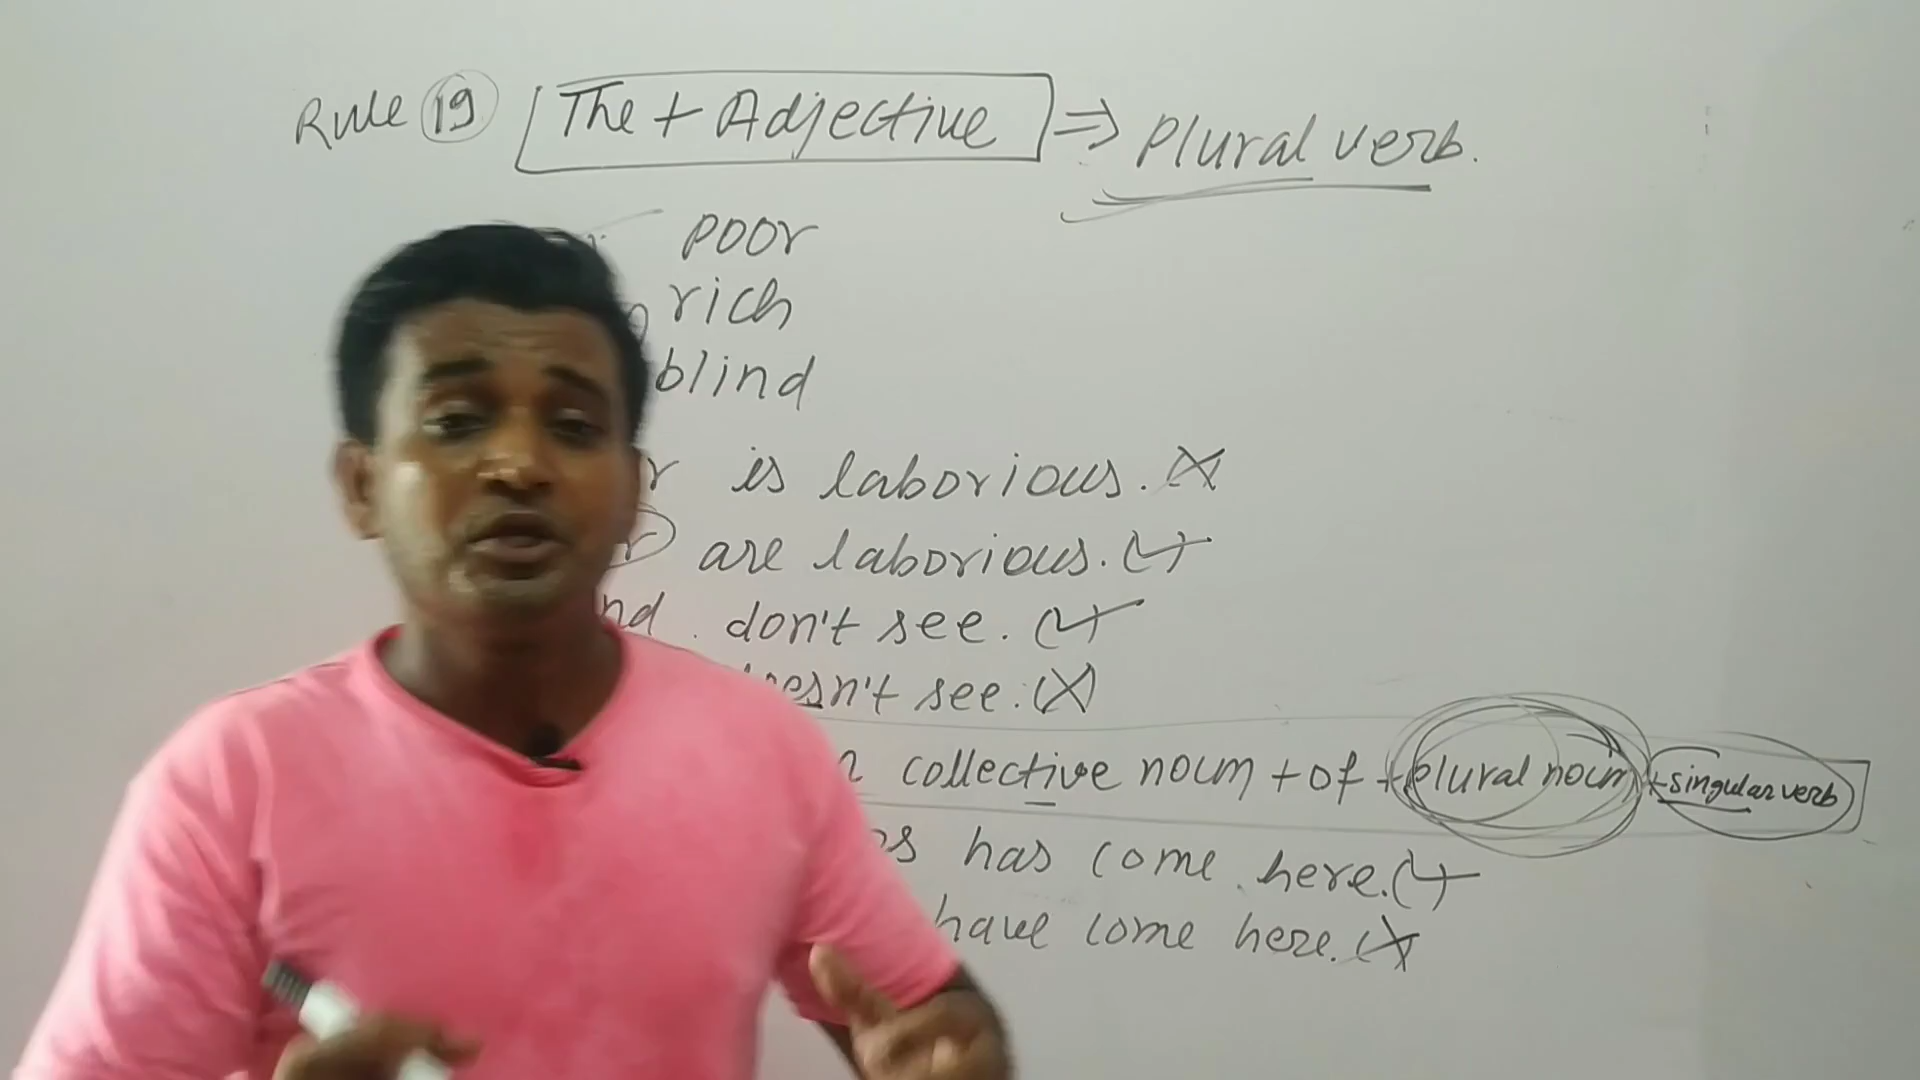 Rule 19 The + Adjective ⇒ Plural verb.
poor
rich
blind
r is laborious. X
are laborious. (✓)
nd. don't see. (✓)
esn't see. (X)
collective noun + of + plural noun + singular verb
s has come here. (✓)
have come here. (X)